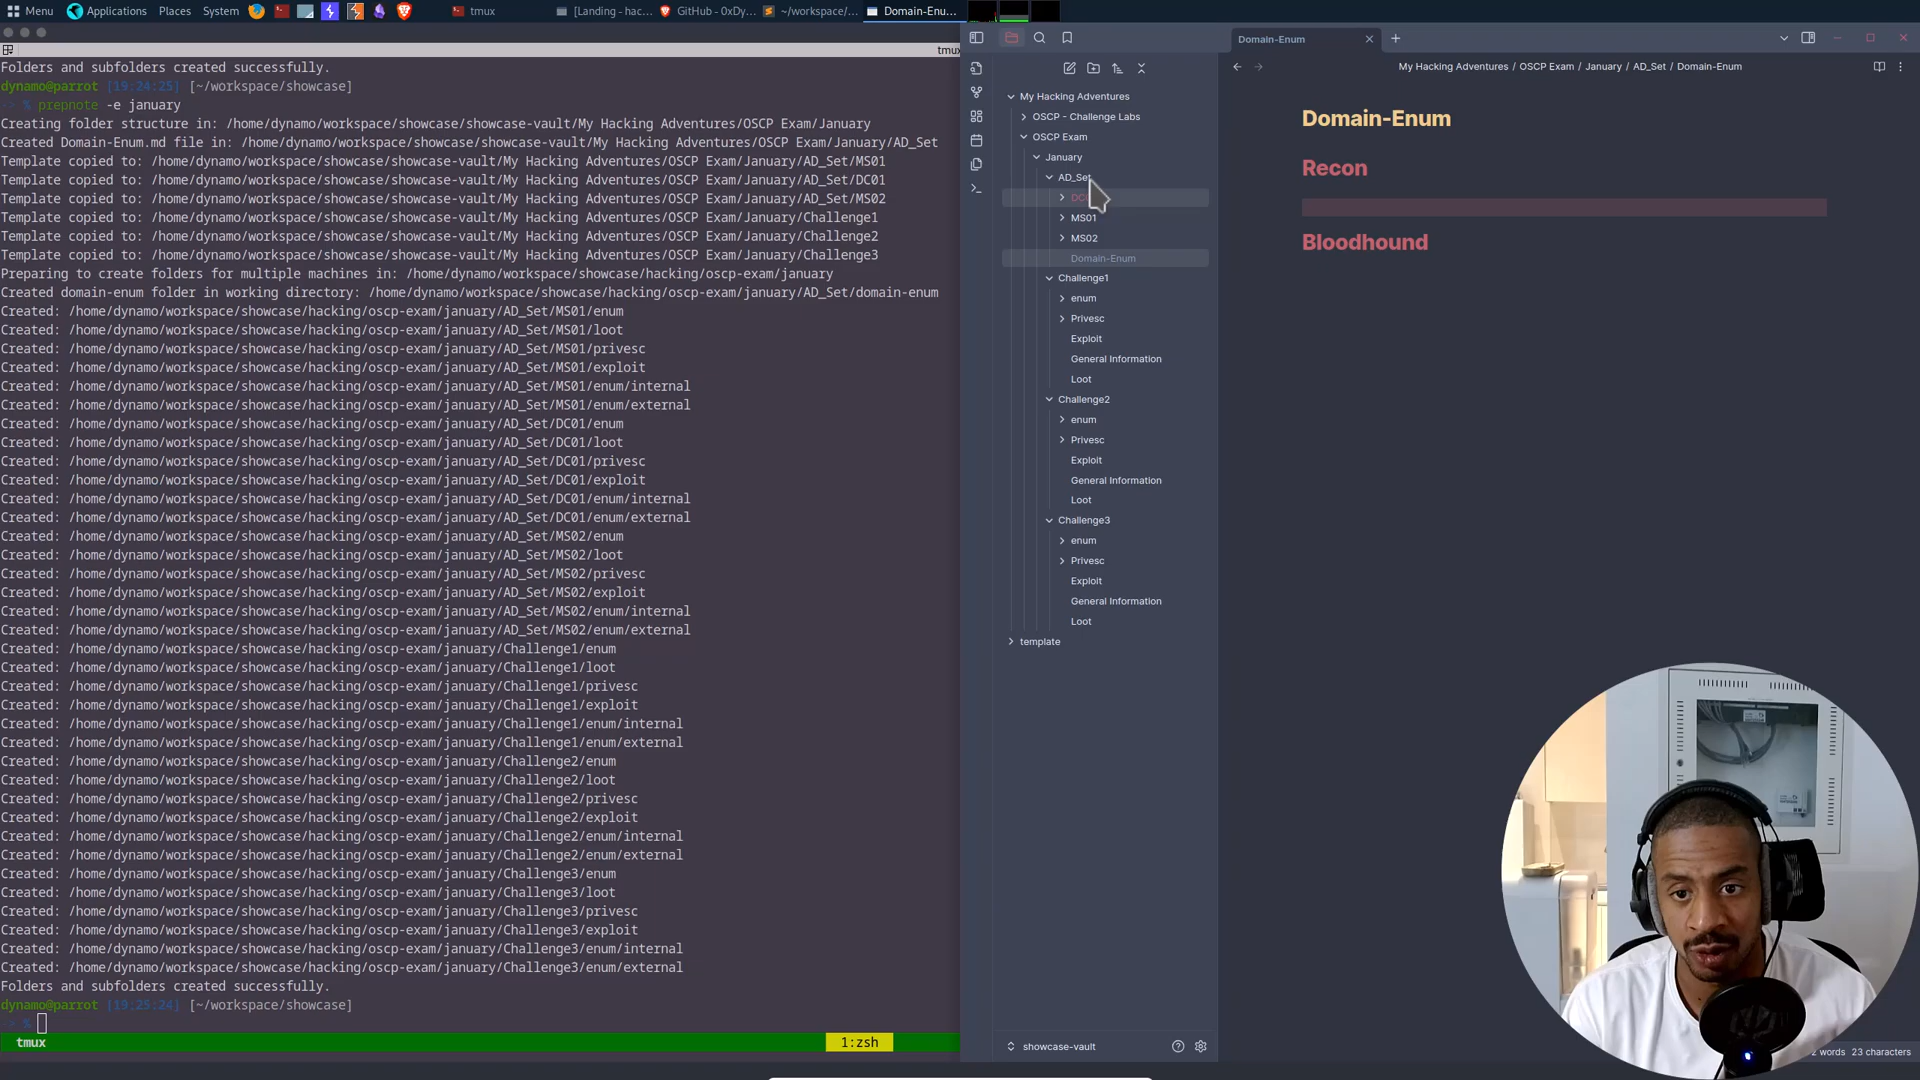 Menu Applications Places System tmux [Landing - hac... GitHub - 0xDy... ~/workspace/... Domain-Enu...
tmux
Folders and subfolders created successfully.
dynamo@parrot [19:24:25] [~/workspace/showcase]
-> % prepnote -e january
Creating folder structure in: /home/dynamo/workspace/showcase/showcase-vault/My Hacking Adventures/OSCP Exam/January
Created Domain-Enum.md file in: /home/dynamo/workspace/showcase/showcase-vault/My Hacking Adventures/OSCP Exam/January/AD_Set
Template copied to: /home/dynamo/workspace/showcase/showcase-vault/My Hacking Adventures/OSCP Exam/January/AD_Set/MS01
Template copied to: /home/dynamo/workspace/showcase/showcase-vault/My Hacking Adventures/OSCP Exam/January/AD_Set/DC01
Template copied to: /home/dynamo/workspace/showcase/showcase-vault/My Hacking Adventures/OSCP Exam/January/AD_Set/MS02
Template copied to: /home/dynamo/workspace/showcase/showcase-vault/My Hacking Adventures/OSCP Exam/January/Challenge1
Template copied to: /home/dynamo/workspace/showcase/showcase-vault/My Hacking Adventures/OSCP Exam/January/Challenge2
Template copied to: /home/dynamo/workspace/showcase/showcase-vault/My Hacking Adventures/OSCP Exam/January/Challenge3
Preparing to create folders for multiple machines in: /home/dynamo/workspace/showcase/hacking/oscp-exam/january
Created domain-enum folder in working directory: /home/dynamo/workspace/showcase/hacking/oscp-exam/january/AD_Set/domain-enum
Created: /home/dynamo/workspace/showcase/hacking/oscp-exam/january/AD_Set/MS01/enum
Created: /home/dynamo/workspace/showcase/hacking/oscp-exam/january/AD_Set/MS01/loot
Created: /home/dynamo/workspace/showcase/hacking/oscp-exam/january/AD_Set/MS01/privesc
Created: /home/dynamo/workspace/showcase/hacking/oscp-exam/january/AD_Set/MS01/exploit
Created: /home/dynamo/workspace/showcase/hacking/oscp-exam/january/AD_Set/MS01/enum/internal
Created: /home/dynamo/workspace/showcase/hacking/oscp-exam/january/AD_Set/MS01/enum/external
Created: /home/dynamo/workspace/showcase/hacking/oscp-exam/january/AD_Set/DC01/enum
Created: /home/dynamo/workspace/showcase/hacking/oscp-exam/january/AD_Set/DC01/loot
Created: /home/dynamo/workspace/showcase/hacking/oscp-exam/january/AD_Set/DC01/privesc
Created: /home/dynamo/workspace/showcase/hacking/oscp-exam/january/AD_Set/DC01/exploit
Created: /home/dynamo/workspace/showcase/hacking/oscp-exam/january/AD_Set/DC01/enum/internal
Created: /home/dynamo/workspace/showcase/hacking/oscp-exam/january/AD_Set/DC01/enum/external
Created: /home/dynamo/workspace/showcase/hacking/oscp-exam/january/AD_Set/MS02/enum
Created: /home/dynamo/workspace/showcase/hacking/oscp-exam/january/AD_Set/MS02/loot
Created: /home/dynamo/workspace/showcase/hacking/oscp-exam/january/AD_Set/MS02/privesc
Created: /home/dynamo/workspace/showcase/hacking/oscp-exam/january/AD_Set/MS02/exploit
Created: /home/dynamo/workspace/showcase/hacking/oscp-exam/january/AD_Set/MS02/enum/internal
Created: /home/dynamo/workspace/showcase/hacking/oscp-exam/january/AD_Set/MS02/enum/external
Created: /home/dynamo/workspace/showcase/hacking/oscp-exam/january/Challenge1/enum
Created: /home/dynamo/workspace/showcase/hacking/oscp-exam/january/Challenge1/loot
Created: /home/dynamo/workspace/showcase/hacking/oscp-exam/january/Challenge1/privesc
Created: /home/dynamo/workspace/showcase/hacking/oscp-exam/january/Challenge1/exploit
Created: /home/dynamo/workspace/showcase/hacking/oscp-exam/january/Challenge1/enum/internal
Created: /home/dynamo/workspace/showcase/hacking/oscp-exam/january/Challenge1/enum/external
Created: /home/dynamo/workspace/showcase/hacking/oscp-exam/january/Challenge2/enum
Created: /home/dynamo/workspace/showcase/hacking/oscp-exam/january/Challenge2/loot
Created: /home/dynamo/workspace/showcase/hacking/oscp-exam/january/Challenge2/privesc
Created: /home/dynamo/workspace/showcase/hacking/oscp-exam/january/Challenge2/exploit
Created: /home/dynamo/workspace/showcase/hacking/oscp-exam/january/Challenge2/enum/internal
Created: /home/dynamo/workspace/showcase/hacking/oscp-exam/january/Challenge2/enum/external
Created: /home/dynamo/workspace/showcase/hacking/oscp-exam/january/Challenge3/enum
Created: /home/dynamo/workspace/showcase/hacking/oscp-exam/january/Challenge3/loot
Created: /home/dynamo/workspace/showcase/hacking/oscp-exam/january/Challenge3/privesc
Created: /home/dynamo/workspace/showcase/hacking/oscp-exam/january/Challenge3/exploit
Created: /home/dynamo/workspace/showcase/hacking/oscp-exam/january/Challenge3/enum/internal
Created: /home/dynamo/workspace/showcase/hacking/oscp-exam/january/Challenge3/enum/external
Folders and subfolders created successfully.
dynamo@parrot [19:25:24] [~/workspace/showcase]
-> %
tmux 1:zsh
My Hacking Adventures
OSCP - Challenge Labs
OSCP Exam
January
AD_Set
MS01
MS02
Domain-Enum
Challenge1
enum
Privesc
Exploit
General Information
Loot
Challenge2
enum
Privesc
Exploit
General Information
Loot
Challenge3
enum
Privesc
Exploit
General Information
Loot
template
showcase-vault
Domain-Enum
My Hacking Adventures / OSCP Exam / January / AD_Set / Domain-Enum
Domain-Enum
Recon
Bloodhound
2 words 23 characters